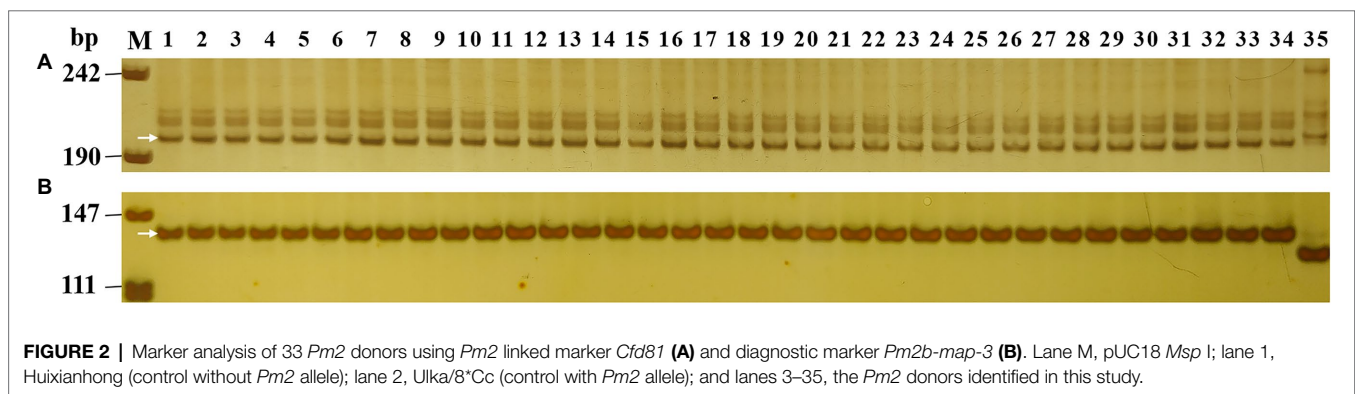 bp M 1 2 3 4 5 6 7 8 9 10 11 12 13 14 15 16 17 18 19 20 21 22 23 24 25 26 27 28 29 30 31 32 33 34 35
A
242
190
B
147
111
FIGURE 2 | Marker analysis of 33 Pm2 donors using Pm2 linked marker Cfd81 (A) and diagnostic marker Pm2b-map-3 (B). Lane M, pUC18 Msp I; lane 1,
Huixianhong (control without Pm2 allele); lane 2, Ulka/8*Cc (control with Pm2 allele); and lanes 3–35, the Pm2 donors identified in this study.